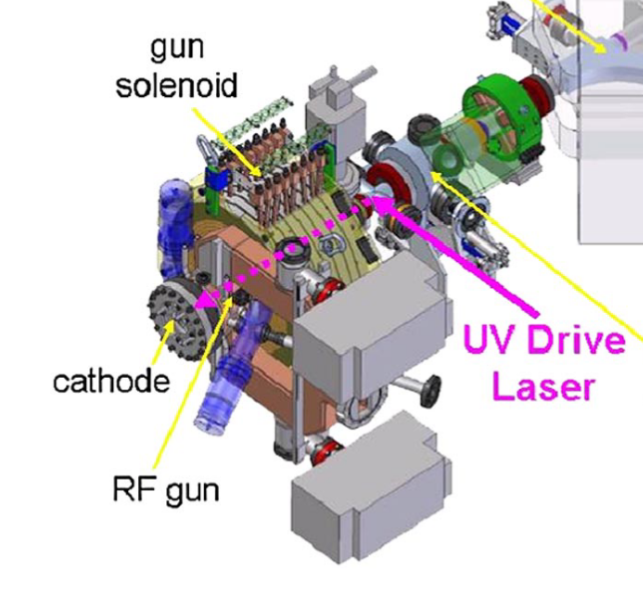 gun
solenoid
UV Drive
Laser
cathode
RF gun